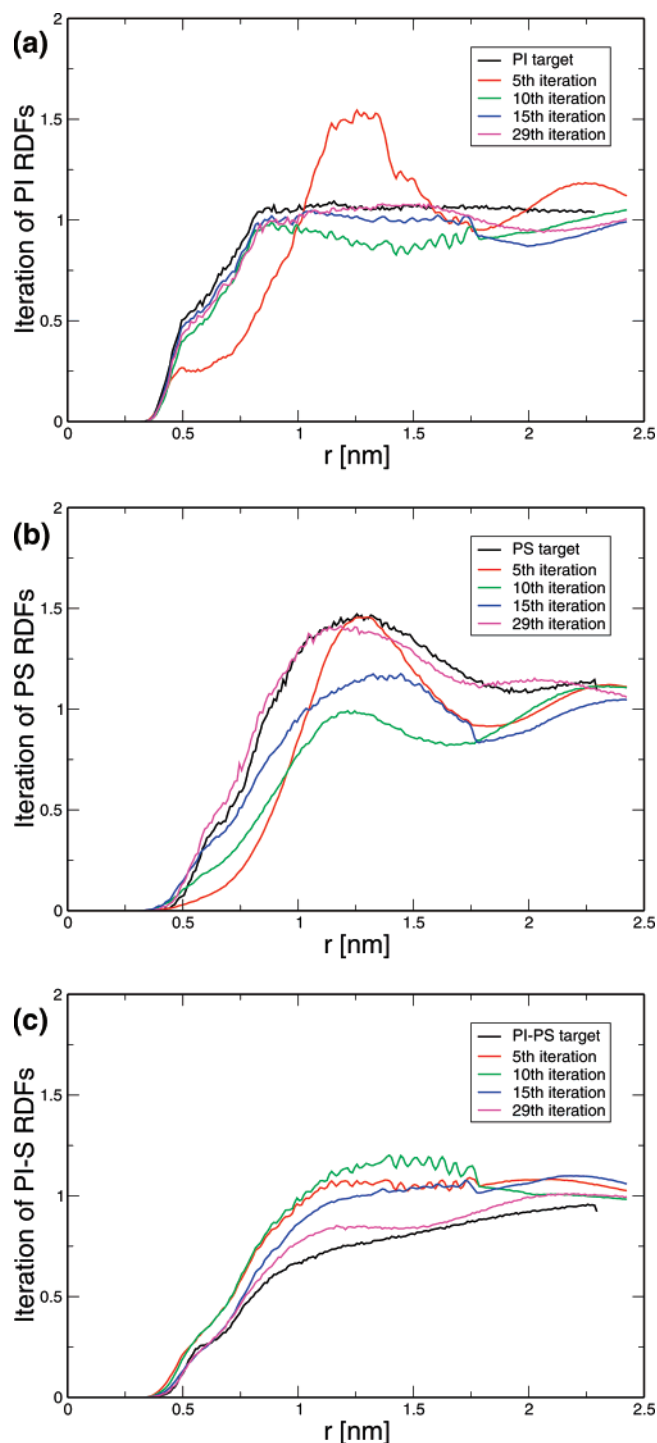 (a)
Iteration of PI RDFs
2
1.5
1
0.5
0
PI target
5th iteration
10th iteration
15th iteration
29th iteration
0 0.5 1 1.5 2 2.5
r [nm]
(b)
Iteration of PS RDFs
2
1.5
1
0.5
0
PS target
5th iteration
10th iteration
15th iteration
29th iteration
0 0.5 1 1.5 2 2.5
r [nm]
(c)
Iteration of PI-S RDFs
2
1.5
1
0.5
0
PI-PS target
5th iteration
10th iteration
15th iteration
29th iteration
0 0.5 1 1.5 2 2.5
r [nm]